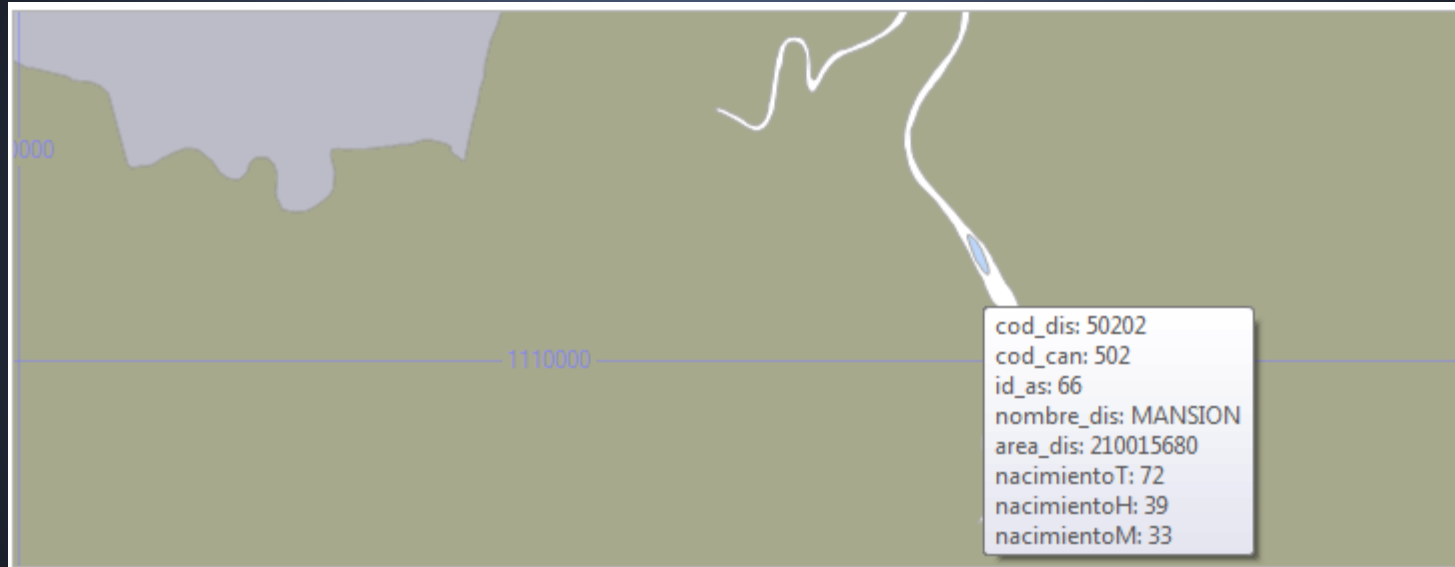 0000
1110000
cod_dis: 50202
cod_can: 502
id_as: 66
nombre_dis: MANSION
area_dis: 210015680
nacimientoT: 72
nacimientoH: 39
nacimientoM: 33